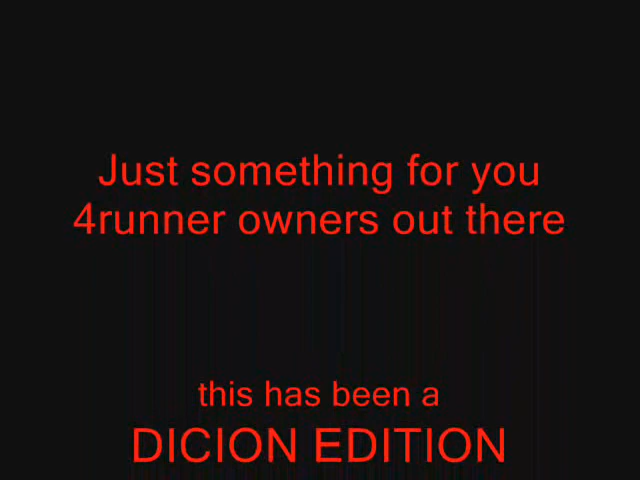 Just something for you
4runner owners out there
this has been a
DICION EDITION